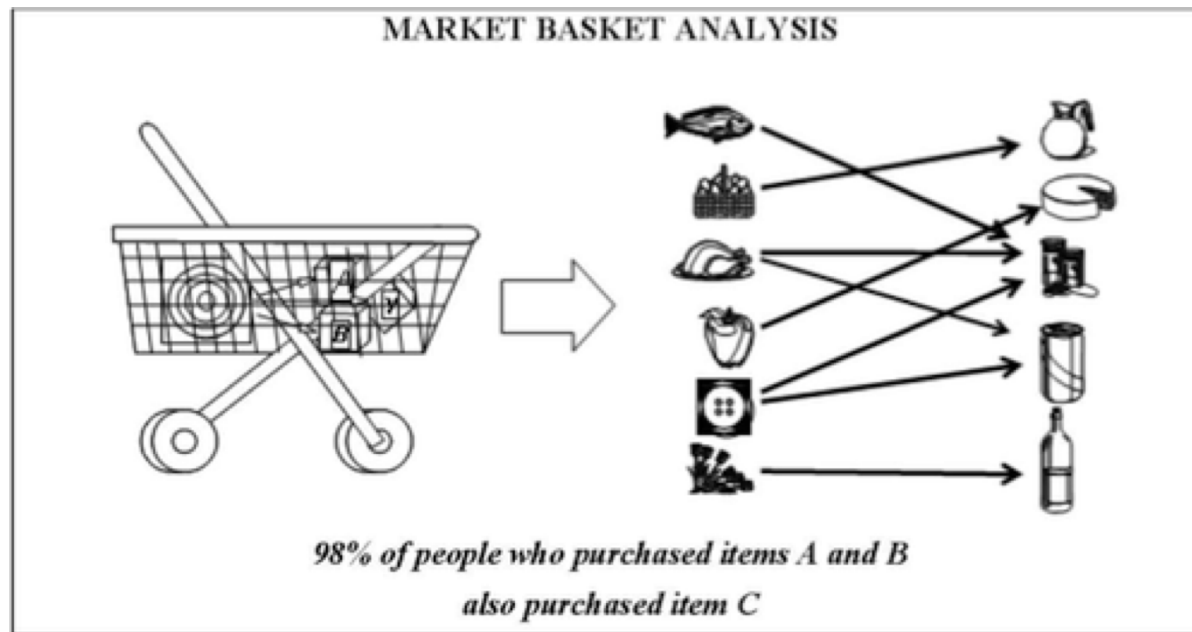 MARKET BASKET ANALYSIS
A
Y
B
98% of people who purchased items A and B
also purchased item C